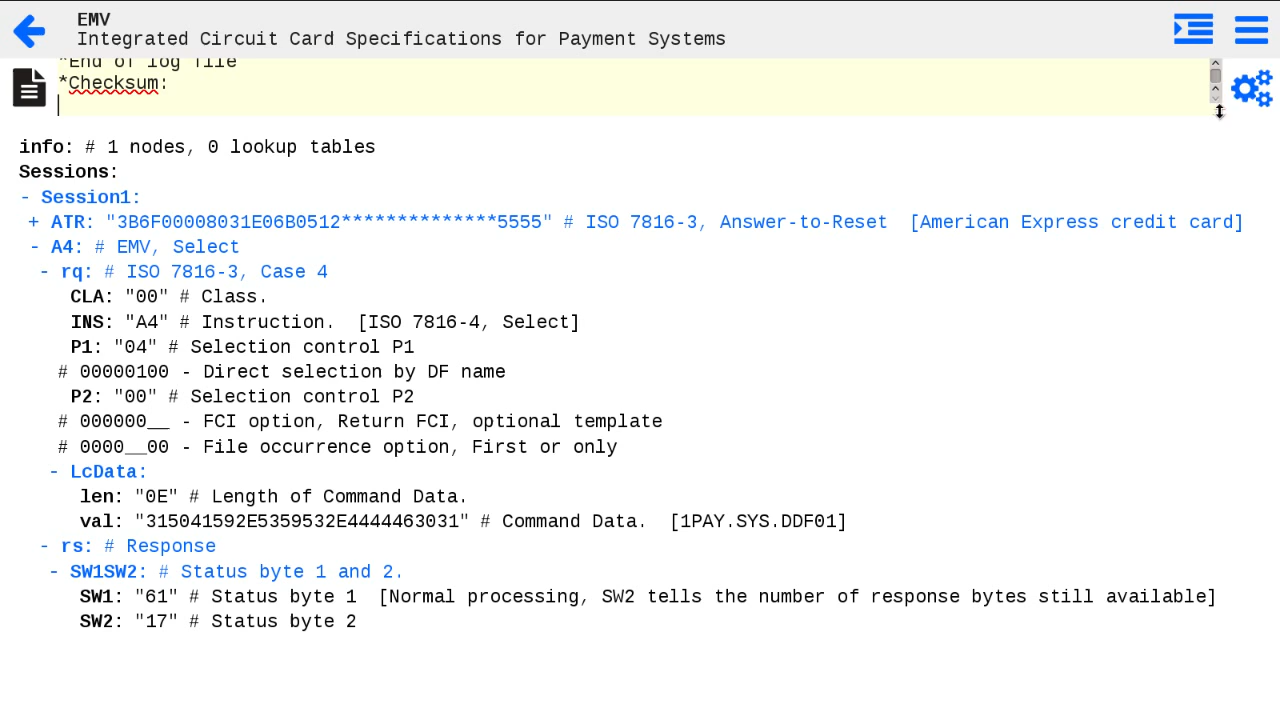 EMV
Integrated Circuit Card Specifications for Payment Systems
*End of log file
*Checksum:
info: # 1 nodes, 0 lookup tables
Sessions:
- Session1:
+ ATR: "3B6F00008031E06B0512**************5555" # ISO 7816-3, Answer-to-Reset  [American Express credit card]
- A4: # EMV, Select
- rq: # ISO 7816-3, Case 4
CLA: "00" # Class.
INS: "A4" # Instruction.  [ISO 7816-4, Select]
P1: "04" # Selection control P1
# 00000100 - Direct selection by DF name
P2: "00" # Selection control P2
# 000000__ - FCI option, Return FCI, optional template
# 0000__00 - File occurrence option, First or only
- LcData:
len: "0E" # Length of Command Data.
val: "315041592E5359532E4444463031" # Command Data.  [1PAY.SYS.DDF01]
- rs: # Response
- SW1SW2: # Status byte 1 and 2.
SW1: "61" # Status byte 1  [Normal processing, SW2 tells the number of response bytes still available]
SW2: "17" # Status byte 2